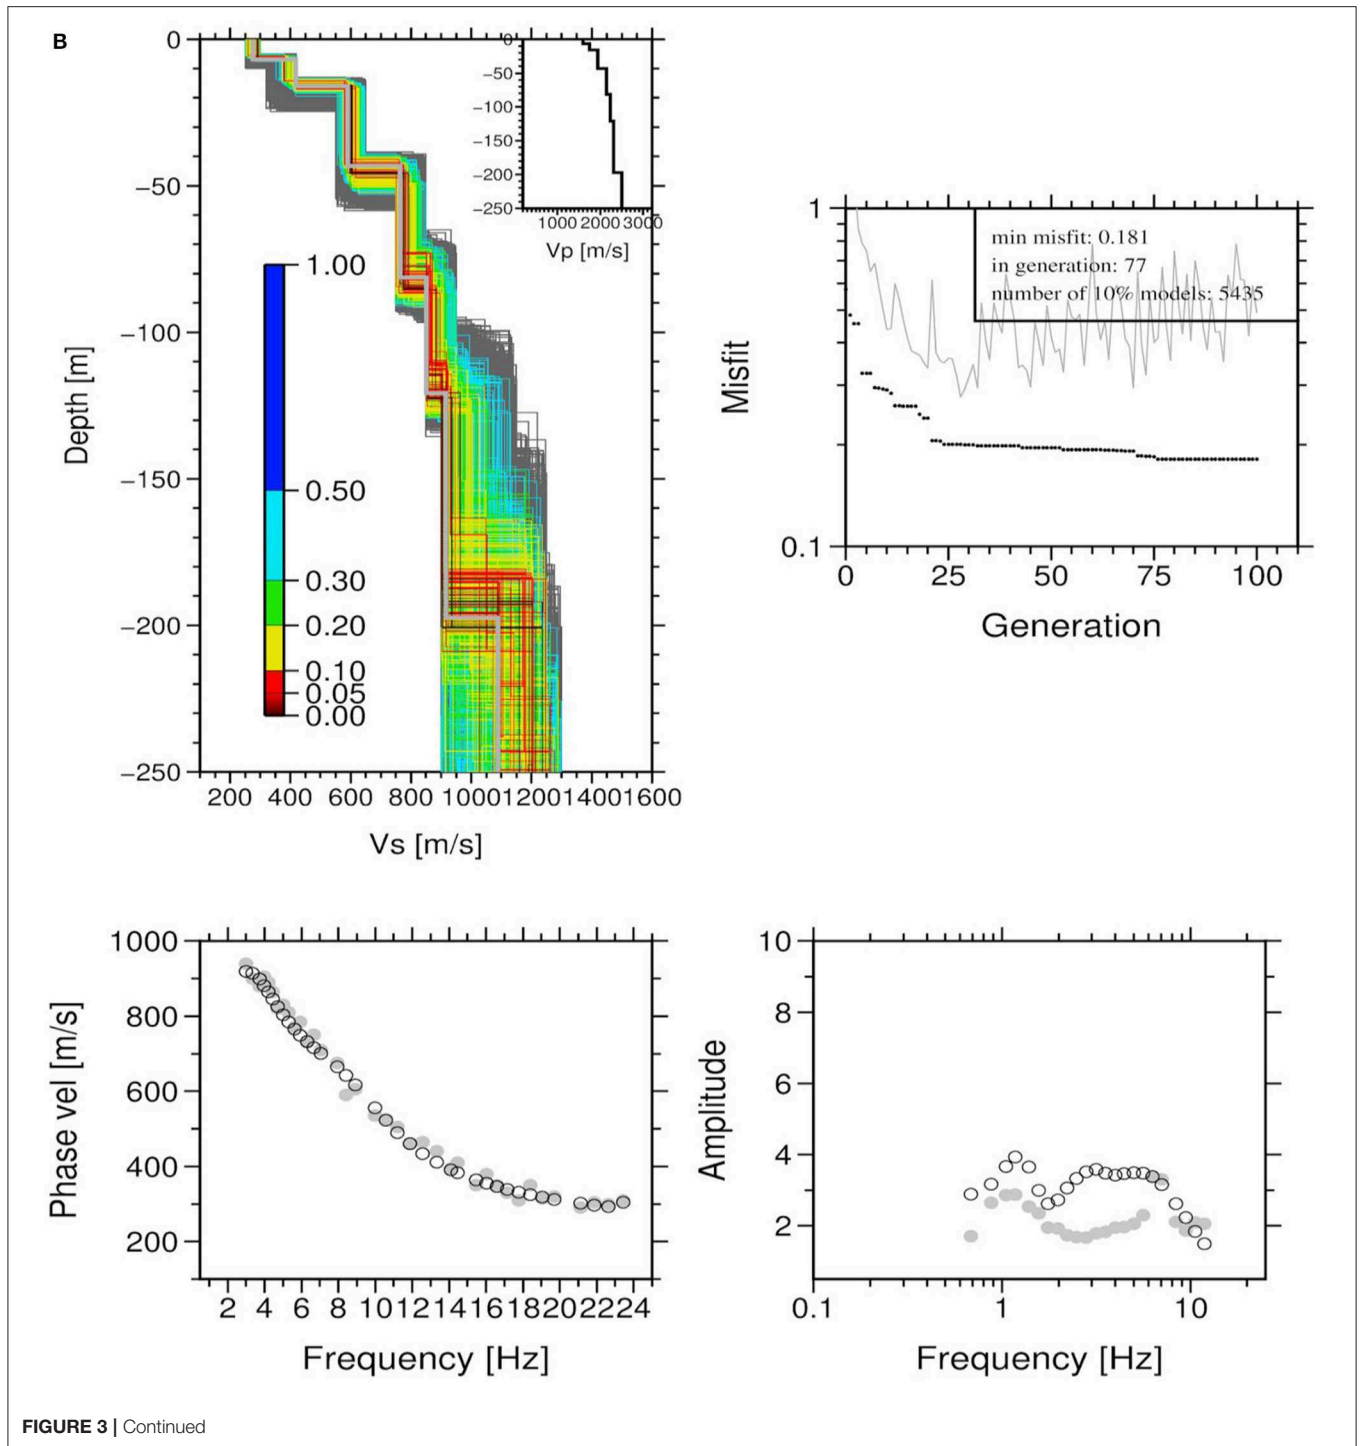 B
0
−50
−100
−150
−200
−250
Depth [m]
200 400 600 800 1000 1200 1400 1600
Vs [m/s]
0
−50
−100
−150
−200
−250
1000 2000 3000
Vp [m/s]
1.00
0.50
0.30
0.20
0.10
0.05
0.00
1
0.1
Misfit
min misfit: 0.181
in generation: 77
number of 10% models: 5435
0 25 50 75 100
Generation
1000
800
600
400
200
Phase vel [m/s]
2 4 6 8 10 12 14 16 18 20 22 24
Frequency [Hz]
10
8
6
4
2
Amplitude
0.1 1 10
Frequency [Hz]
FIGURE 3 | Continued